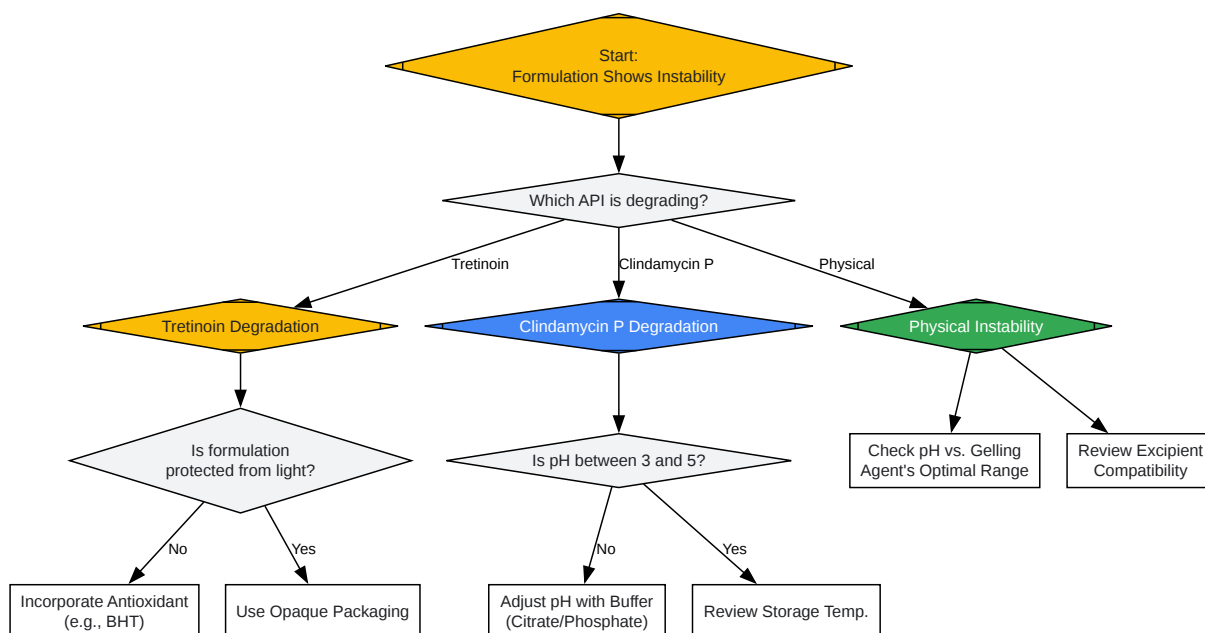 Start:
Formulation Shows Instability
Which API is degrading?
Tretinoin
Clindamycin P
Physical
Tretinoin Degradation
Clindamycin P Degradation
Physical Instability
Is formulation
protected from light?
Is pH between 3 and 5?
Check pH vs. Gelling
Agent's Optimal Range
Review Excipient
Compatibility
No
Yes
No
Yes
Incorporate Antioxidant
(e.g., BHT)
Use Opaque Packaging
Adjust pH with Buffer
(Citrate/Phosphate)
Review Storage Temp.